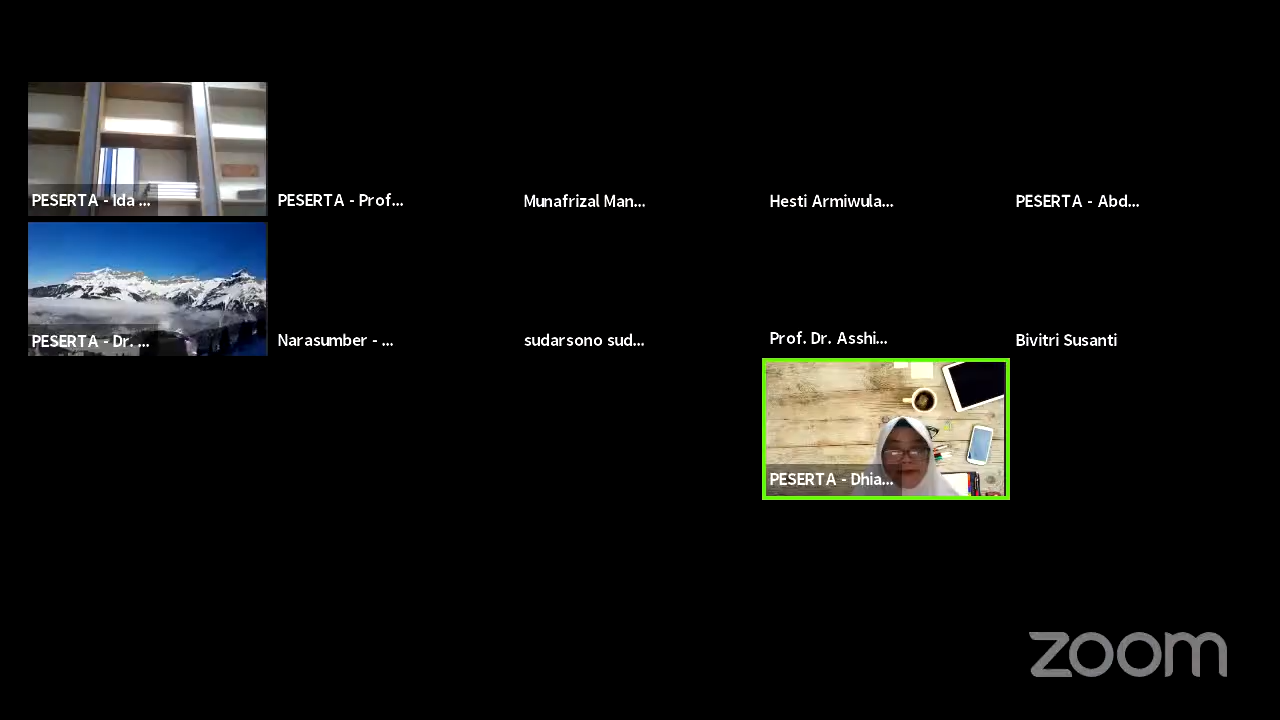 PESERTA - Ida ...
PESERTA - Prof...
Munafrizal Man...
Hesti Armiwula...
PESERTA - Abd...
PESERTA - Dr. ...
Narasumber - ...
sudarsono sud...
Prof. Dr. Asshi...
Bivitri Susanti
PESERTA - Dhia...
zoom